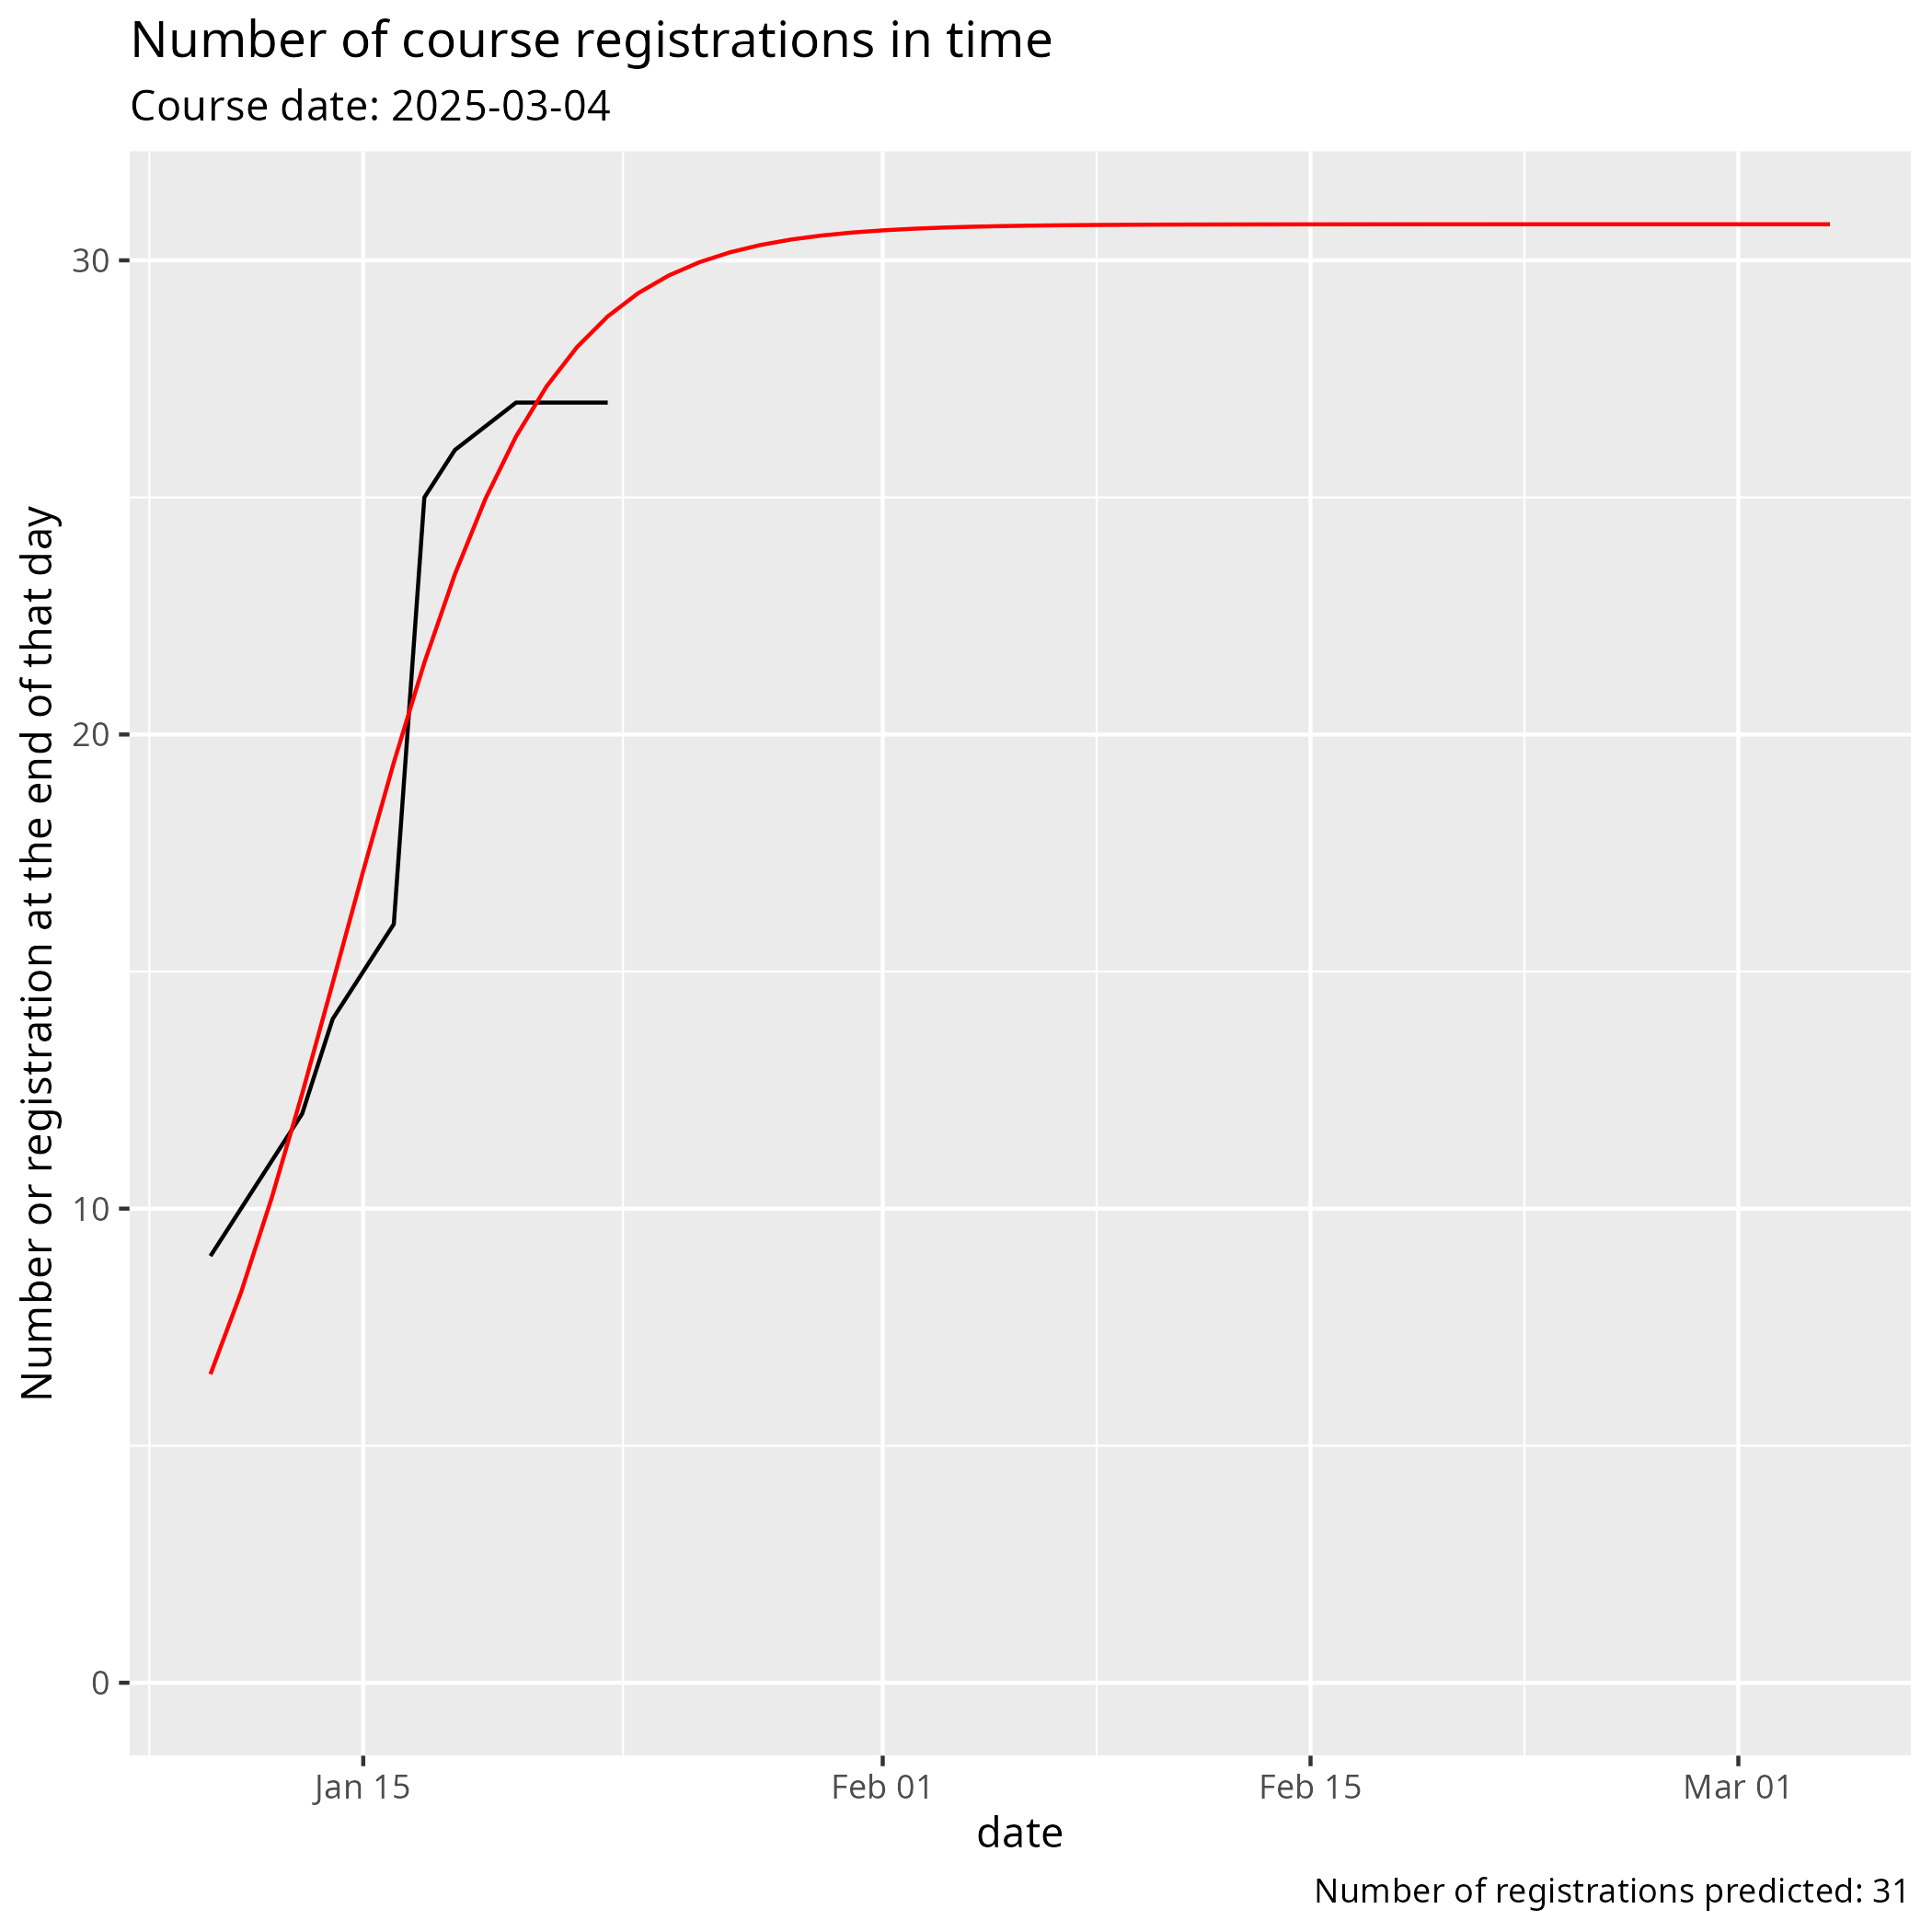 Number of course registrations in time
Course date: 2025-03-04
Number or registration at the end of that day
30
20
10
0
Jan 15
Feb 01
Feb 15
Mar 01
date
Number of registrations predicted: 31